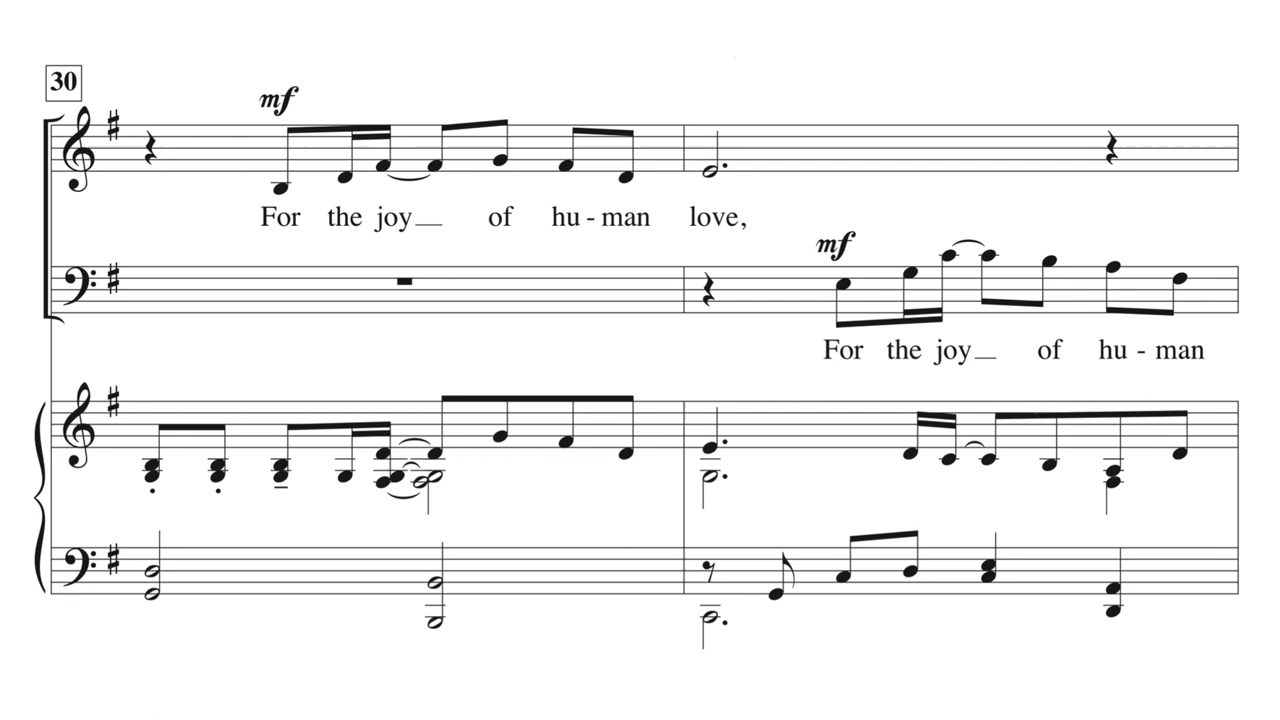 30
mf
For the joy of hu - man love,
mf
For the joy of hu - man